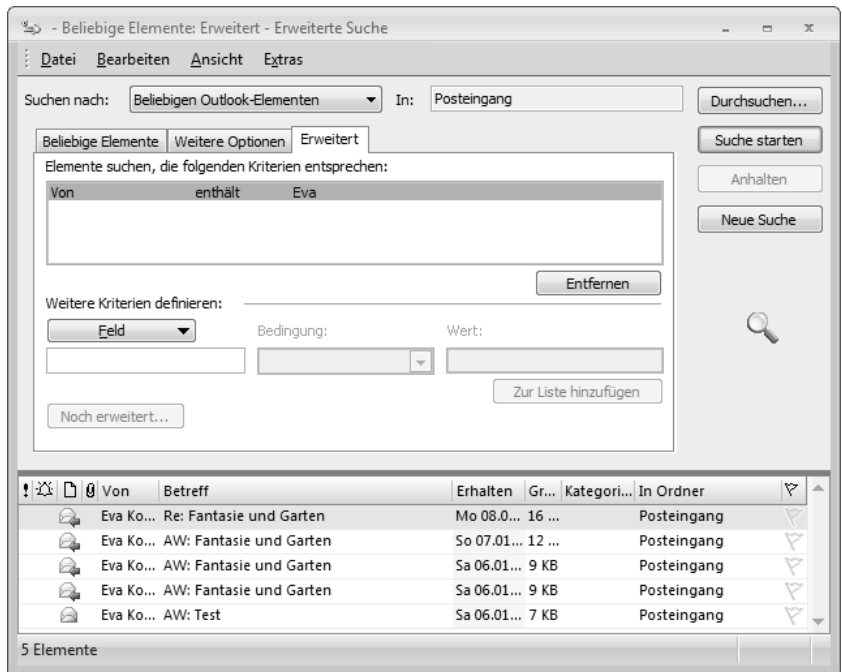 - Beliebige Elemente: Erweitert - Erweiterte Suche
Datei Bearbeiten Ansicht Extras
Suchen nach: Beliebigen Outlook-Elementen In: Posteingang Durchsuchen...
Beliebige Elemente Weitere Optionen Erweitert Suche starten
Elemente suchen, die folgenden Kriterien entsprechen:
Anhalten
Von enthält Eva
Neue Suche
Entfernen
Weitere Kriterien definieren:
Feld Bedingung: Wert:
Zur Liste hinzufügen
Noch erweitert...
Von Betreff Erhalten Gr... Kategori... In Ordner
Eva Ko... Re: Fantasie und Garten Mo 08.0... 16 ... Posteingang
Eva Ko... AW: Fantasie und Garten So 07.01... 12 ... Posteingang
Eva Ko... AW: Fantasie und Garten Sa 06.01... 9 KB Posteingang
Eva Ko... AW: Fantasie und Garten Sa 06.01... 9 KB Posteingang
Eva Ko... AW: Test Sa 06.01... 7 KB Posteingang
5 Elemente